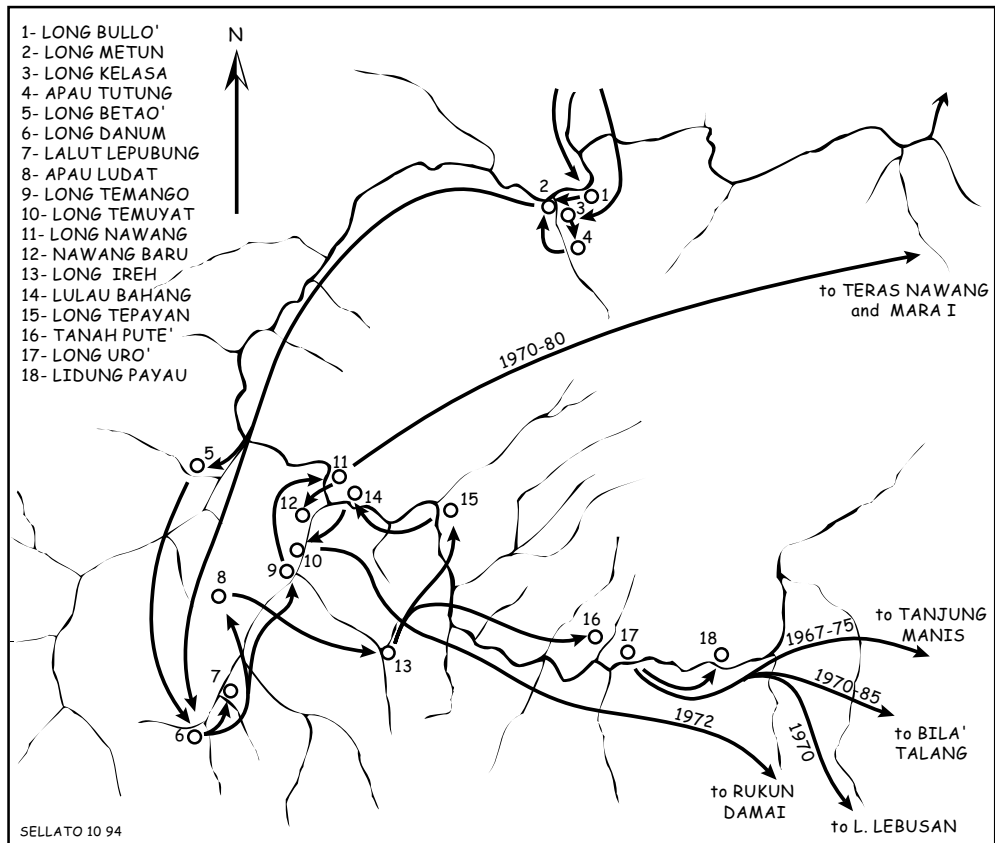 1- LONG BULLO'
2- LONG METUN
3- LONG KELASA
4- APAU TUTUNG
5- LONG BETAO'
6- LONG DANUM
7- LALUT LEPUBUNG
8- APAU LUDAT
9- LONG TEMANGO
10- LONG TEMUYAT
11- LONG NAWANG
12- NAWANG BARU
13- LONG IREH
14- LULAU BAHANG
15- LONG TEPAYAN
16- TANAH PUTE'
17- LONG URO'
18- LIDUNG PAYAU
N
2
1
3
4
to TERAS NAWANG
and MARA I
1970-80
5
11
12
14
15
10
9
8
16
17
18
13
7
6
1967-75
to TANJUNG
MANIS
1970-85
to BILA'
TALANG
1972
1970
to RUKUN
DAMAI
to L. LEBUSAN
SELLATO 10 94